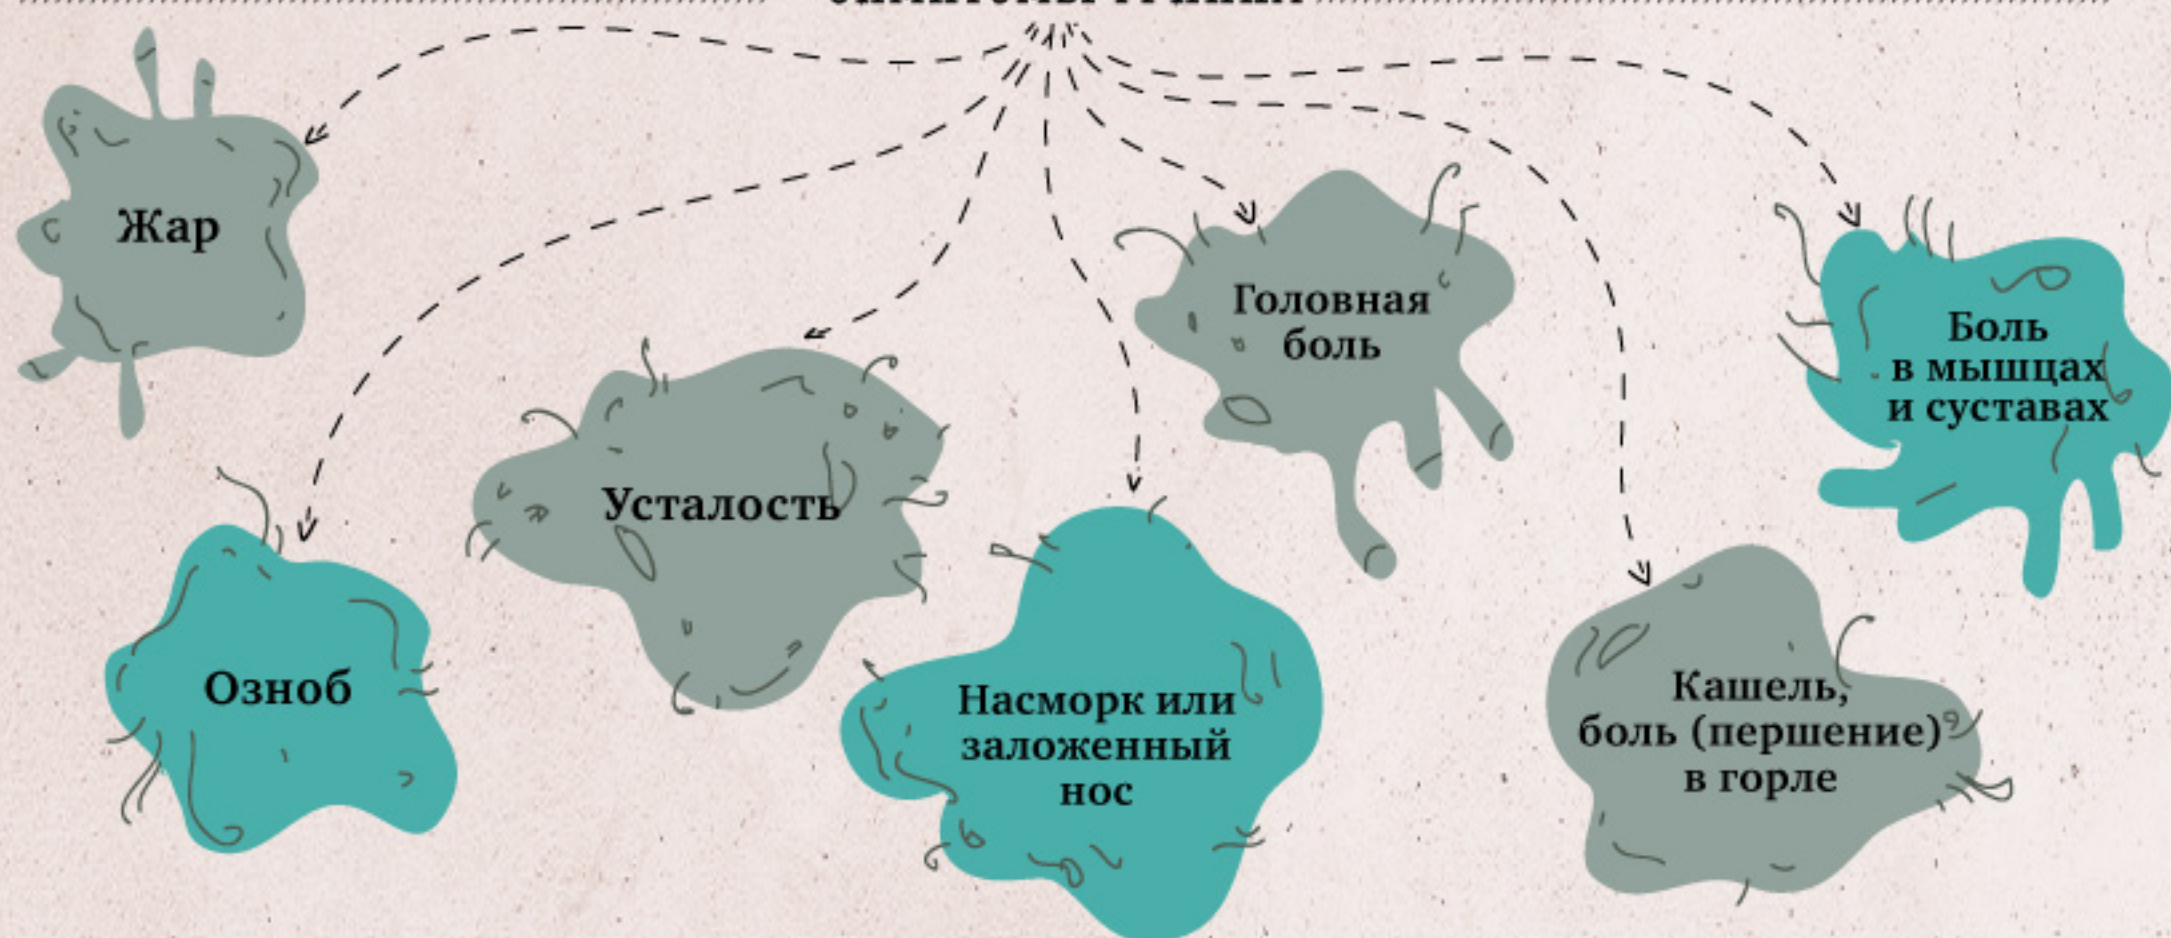 Жар
Головная
боль
Боль
в мышцах
и суставах
Усталость
Озноб
Насморк или
заложенный
нос
Кашель,
боль (першение)
в горле